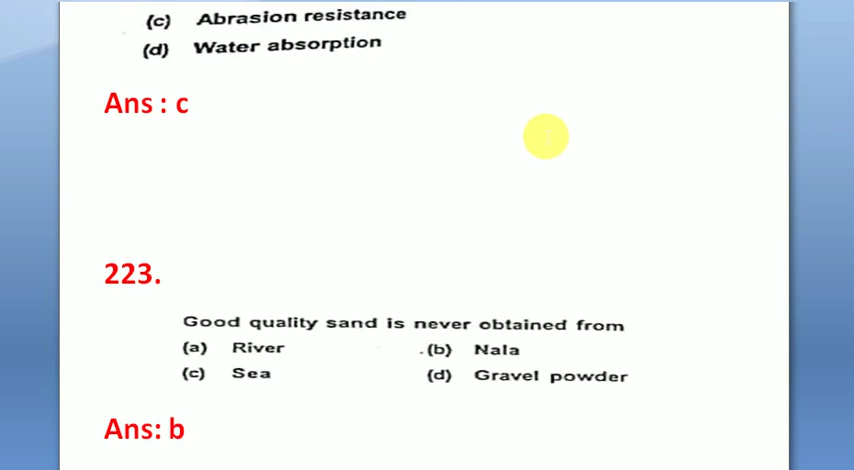 (c) Abrasion resistance
(d) Water absorption
Ans : c
223.
Good quality sand is never obtained from
(a) River .(b) Nala
(c) Sea (d) Gravel powder
Ans: b